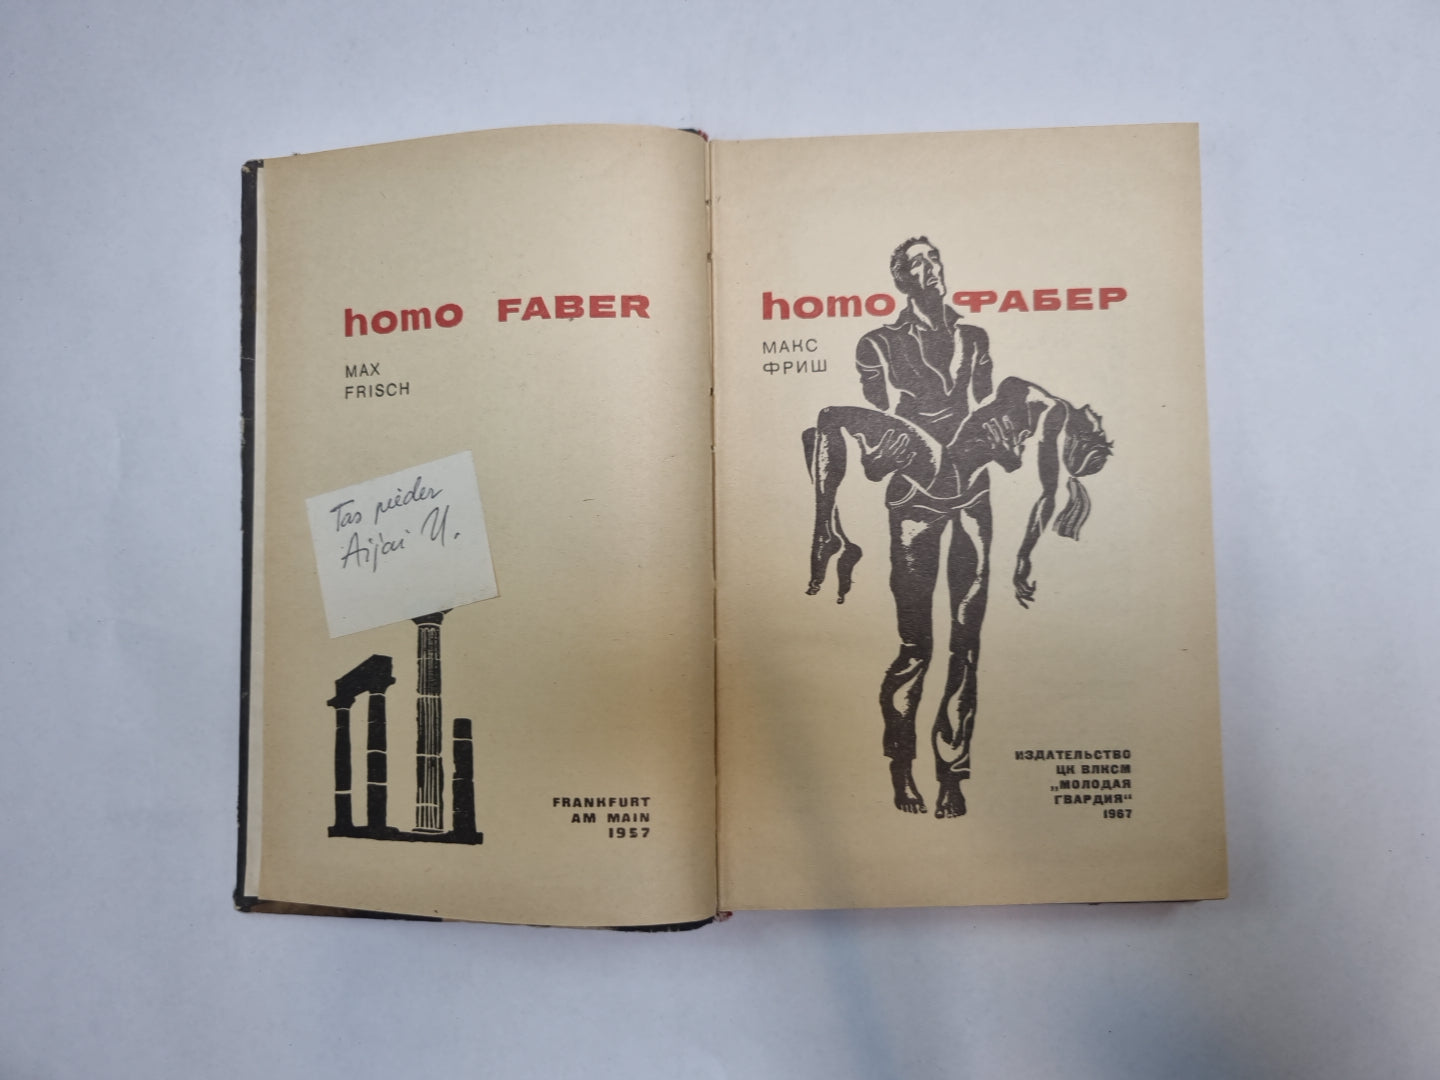 homo FABER
MAX
FRISCH
Tas pieder
Aijai U.
FRANKFURT
AM MAIN
1957
homo ФАБЕР
МАКС
ФРИШ
ИЗДАТЕЛЬСТВО
ЦК ВЛКСМ
„МОЛОДАЯ
ГВАРДИЯ“
1967